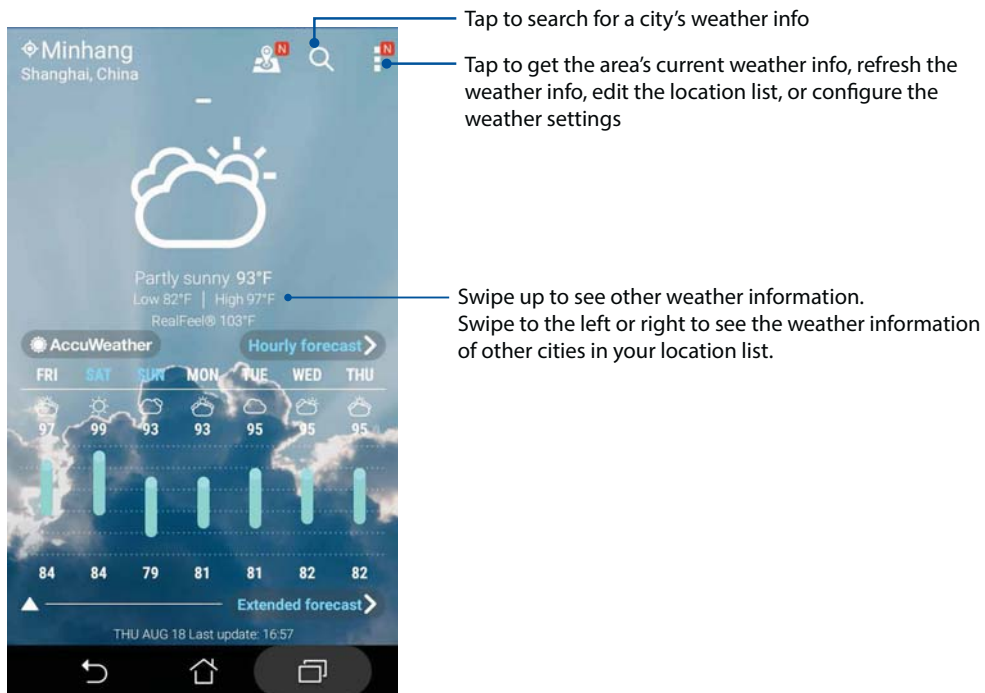 Tap to search for a city's weather info
Minhang
N
N
Shanghai, China
Tap to get the area's current weather info, refresh the
weather info, edit the location list, or configure the
weather settings
Partly sunny 93°F
Low 82°F | High 97°F
RealFeel® 103°F
Swipe up to see other weather information.
Swipe to the left or right to see the weather information
of other cities in your location list.
AccuWeather Hourly forecast
FRI SAT SUN MON TUE WED THU
97 99 93 93 95 95 95
84 84 79 81 81 82 82
Extended forecast
THU AUG 18 Last update: 16:57